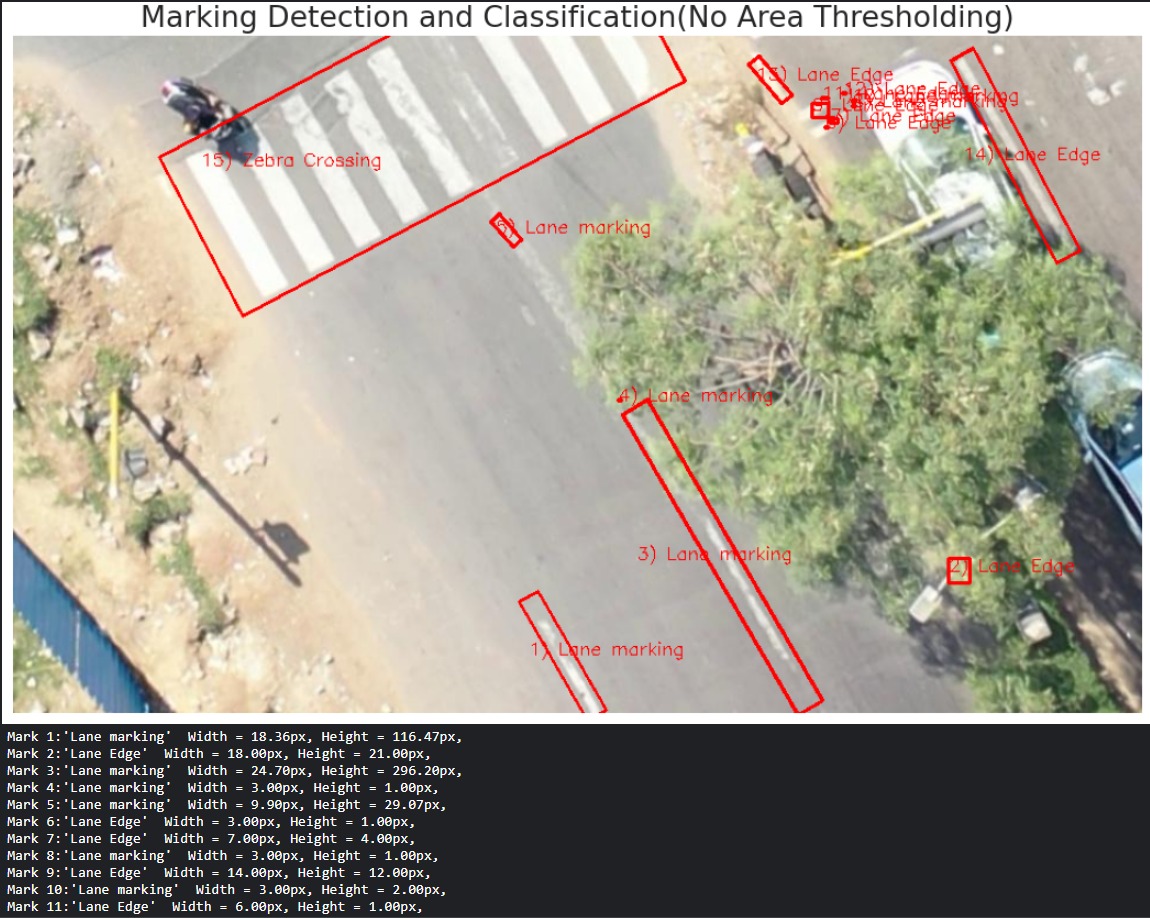 Marking Detection and Classification(No Area Thresholding)
13) Lane Edge
14) Lane Edge
15) Zebra Crossing
Lane marking
4) Lane marking
3) Lane marking
2) Lane Edge
1) Lane marking
Mark 1:'Lane marking'  Width = 18.36px, Height = 116.47px,
Mark 2:'Lane Edge'  Width = 18.00px, Height = 21.00px,
Mark 3:'Lane marking'  Width = 24.70px, Height = 296.20px,
Mark 4:'Lane marking'  Width = 3.00px, Height = 1.00px,
Mark 5:'Lane marking'  Width = 9.90px, Height = 29.07px,
Mark 6:'Lane Edge'  Width = 3.00px, Height = 1.00px,
Mark 7:'Lane Edge'  Width = 7.00px, Height = 4.00px,
Mark 8:'Lane marking'  Width = 3.00px, Height = 1.00px,
Mark 9:'Lane Edge'  Width = 14.00px, Height = 12.00px,
Mark 10:'Lane marking'  Width = 3.00px, Height = 2.00px,
Mark 11:'Lane Edge'  Width = 6.00px, Height = 1.00px,